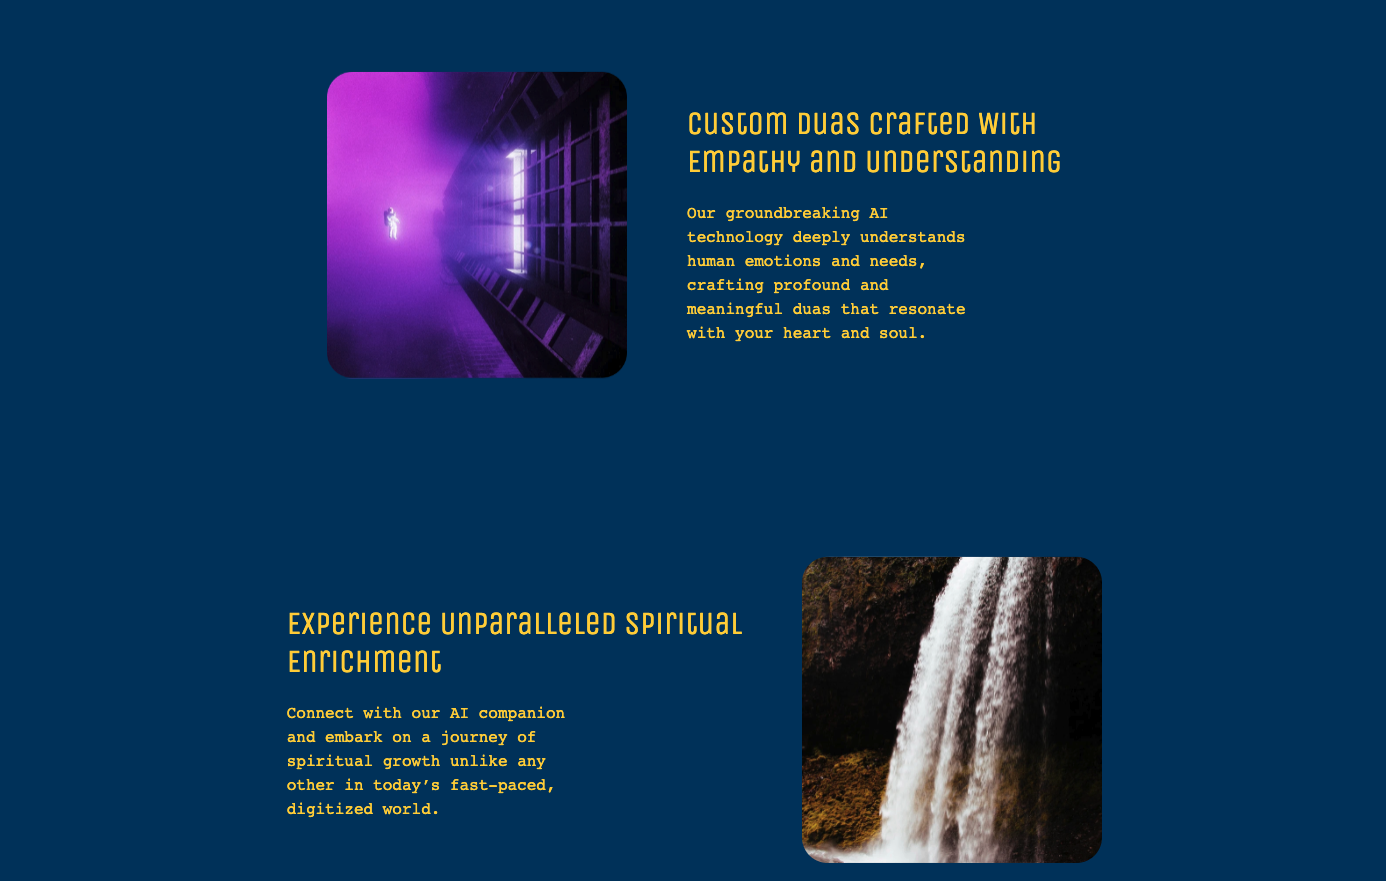 Custom Duas Crafted with
Empathy and Understanding
Our groundbreaking AI
technology deeply understands
human emotions and needs,
crafting profound and
meaningful duas that resonate
with your heart and soul.
Experience Unparalleled Spiritual
Enrichment
Connect with our AI companion
and embark on a journey of
spiritual growth unlike any
other in today’s fast-paced,
digitized world.